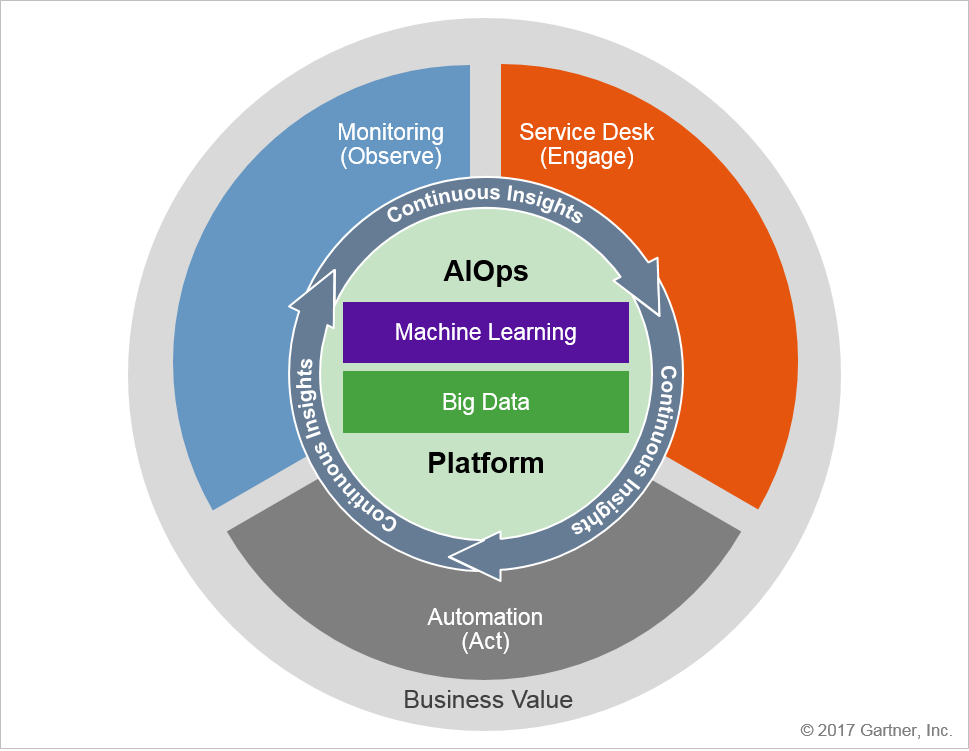 Monitoring
(Observe)
Service Desk
(Engage)
Continuous Insights
AIOps
Machine Learning
Big Data
Platform
Continuous Insights
Continuous Insights
Automation
(Act)
Business Value
© 2017 Gartner, Inc.